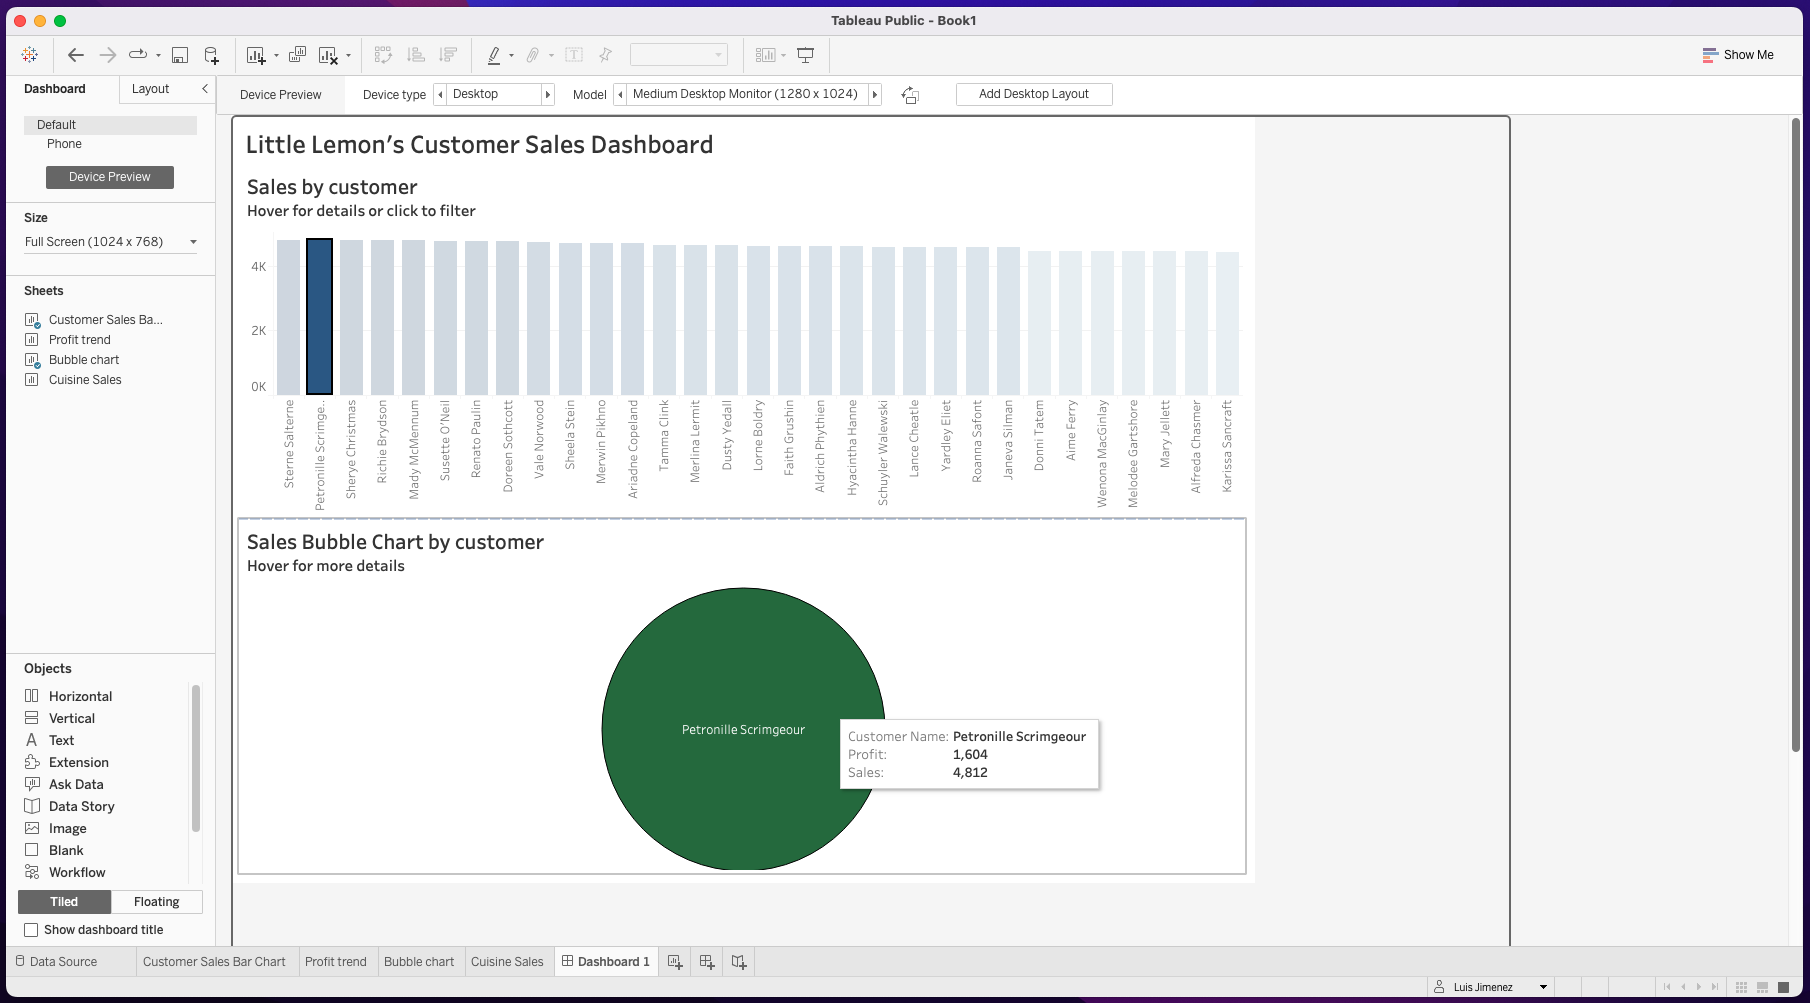 Tableau Public - Book1
Show Me
Dashboard
Layout
Device Preview
Device type
Desktop
Model
Medium Desktop Monitor (1280 x 1024)
Add Desktop Layout
Default
Phone
Device Preview
Size
Full Screen (1024 x 768)
Sheets
Customer Sales Ba...
Profit trend
Bubble chart
Cuisine Sales
Objects
Horizontal
Vertical
Text
Extension
Ask Data
Data Story
Image
Blank
Workflow
Tiled
Floating
Show dashboard title
Little Lemon's Customer Sales Dashboard
Sales by customer
Hover for details or click to filter
4K
2K
0K
Sterne Salterne
Petronille Scrimge..
Sherye Christmas
Richie Brydson
Mady McMennum
Susette O'Neil
Renato Paulin
Doreen Sothcott
Vale Norwood
Sheela Stein
Merwin Pikhno
Ariadne Copeland
Tamma Clink
Merlina Lermit
Dusty Yedall
Lorne Boldry
Faith Grushin
Aldrich Phythien
Hyacintha Hanne
Schuyler Walewski
Lance Cheatle
Yardley Eliet
Roanna Safont
Janeva Silman
Donni Tatem
Aime Ferry
Wenona MacGinlay
Melodee Gartshore
Mary Jellett
Alfreda Chasmer
Karissa Sancraft
Sales Bubble Chart by customer
Hover for more details
Petronille Scrimgeour
Customer Name: Petronille Scrimgeour
Profit: 1,604
Sales: 4,812
Data Source
Customer Sales Bar Chart
Profit trend
Bubble chart
Cuisine Sales
Dashboard 1
Luis Jimenez